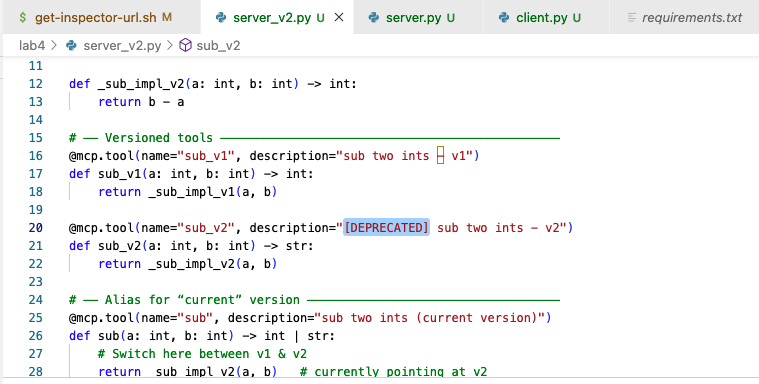 $ get-inspector-url.sh M server_v2.py U × server.py U client.py U requirements.txt
lab4 > server_v2.py > sub_v2
11
12 def _sub_impl_v2(a: int, b: int) -> int:
13     return b - a
14
15 # —— Versioned tools ———————————————————————————————
16 @mcp.tool(name="sub_v1", description="sub two ints – v1")
17 def sub_v1(a: int, b: int) -> int:
18     return _sub_impl_v1(a, b)
19
20 @mcp.tool(name="sub_v2", description="[DEPRECATED] sub two ints - v2")
21 def sub_v2(a: int, b: int) -> str:
22     return _sub_impl_v2(a, b)
23
24 # —— Alias for “current” version ———————————————————————
25 @mcp.tool(name="sub", description="sub two ints (current version)")
26 def sub(a: int, b: int) -> int | str:
27     # Switch here between v1 & v2
28     return _sub_impl_v2(a, b)   # currently pointing at v2